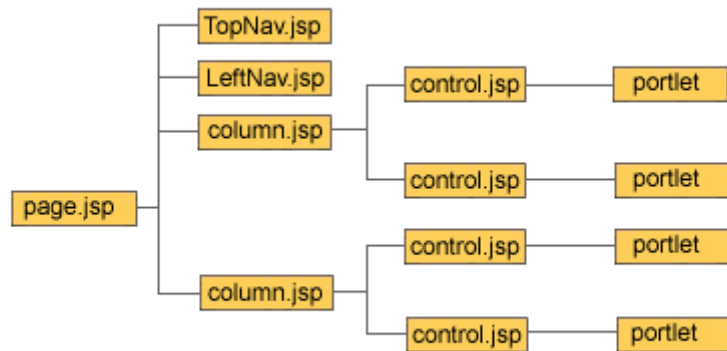 TopNav.jsp
LeftNav.jsp
control.jsp
portlet
column.jsp
control.jsp
portlet
page.jsp
control.jsp
portlet
column.jsp
control.jsp
portlet